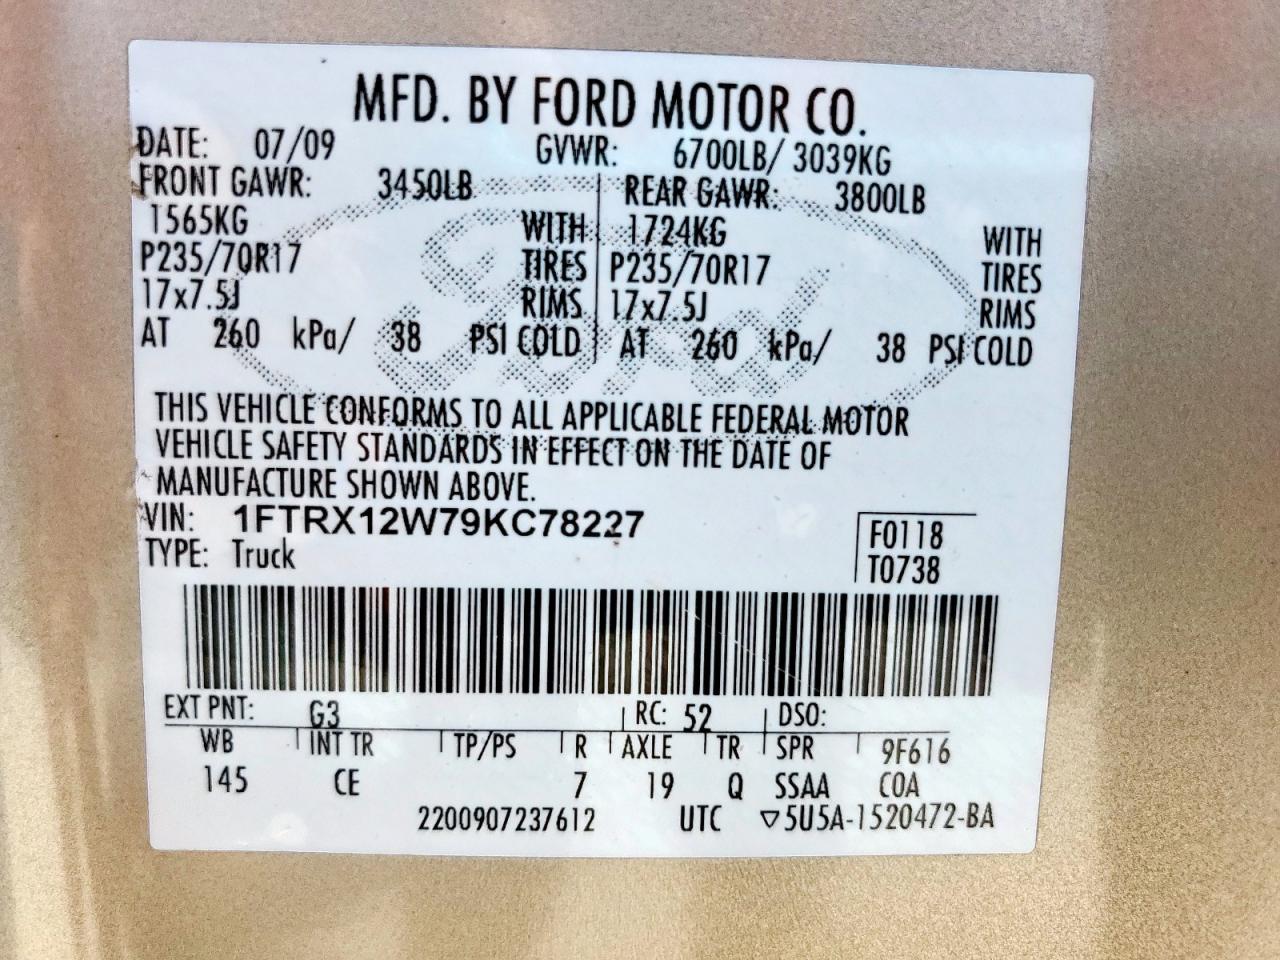 MFD. BY FORD MOTOR CO.
DATE: 07/09 GVWR: 6700LB/ 3039KG
FRONT GAWR: 3450LB REAR GAWR: 3800LB
1565KG WITH 1724KG WITH
P235/70R17 TIRES P235/70R17 TIRES
17x7.5J RIMS 17x7.5J RIMS
AT 260 kPa/ 38 PSI COLD AT 260 kPa/ 38 PSI COLD
Ford
THIS VEHICLE CONFORMS TO ALL APPLICABLE FEDERAL MOTOR
VEHICLE SAFETY STANDARDS IN EFFECT ON THE DATE OF
MANUFACTURE SHOWN ABOVE.
VIN: 1FTRX12W79KC78227 F0118
TYPE: Truck T0738
EXT PNT: G3 RC: 52 DSO:
WB INT TR TP/PS R AXLE TR SPR 9F616
145 CE 7 19 Q SSAA COA
2200907237612 UTC ▽5U5A-1520472-BA